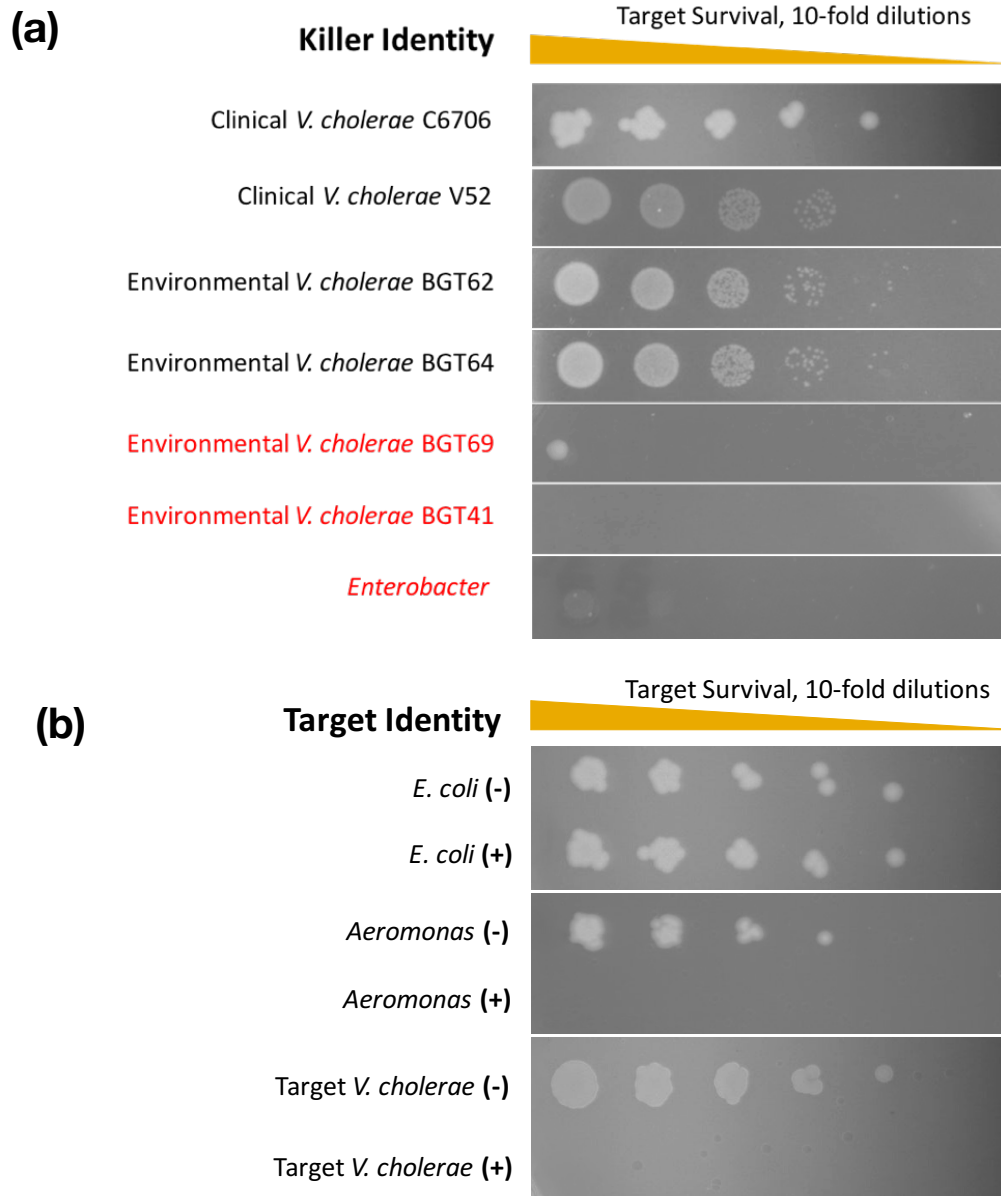 (a)
Target Survival, 10-fold dilutions
Killer Identity
Clinical V. cholerae C6706
Clinical V. cholerae V52
Environmental V. cholerae BGT62
Environmental V. cholerae BGT64
Environmental V. cholerae BGT69
Environmental V. cholerae BGT41
Enterobacter
(b)
Target Survival, 10-fold dilutions
Target Identity
E. coli (-)
E. coli (+)
Aeromonas (-)
Aeromonas (+)
Target V. cholerae (-)
Target V. cholerae (+)